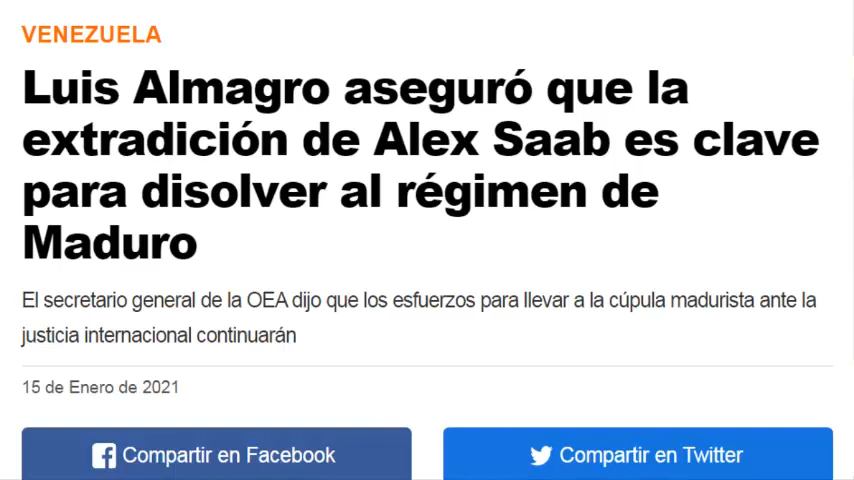 VENEZUELA
Luis Almagro aseguró que la
extradición de Alex Saab es clave
para disolver al régimen de
Maduro
El secretario general de la OEA dijo que los esfuerzos para llevar a la cúpula madurista ante la
justicia internacional continuarán
15 de Enero de 2021
Compartir en Facebook
Compartir en Twitter